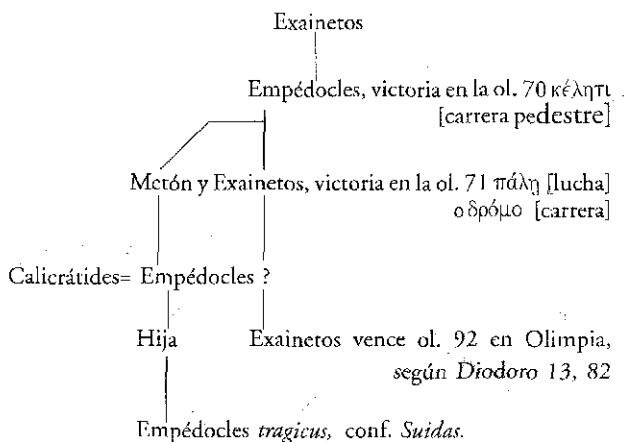 Exainetos
Empédocles, victoria en la ol. 70 κέλητι
[carrera pedestre]
Metón y Exainetos, victoria en la ol. 71 πάλη [lucha]
o δρόμο [carrera]
Calicrátides= Empédocles ?
Hija Exainetos vence ol. 92 en Olimpia,
según Diodoro 13, 82
Empédocles tragicus, conf. Suidas.